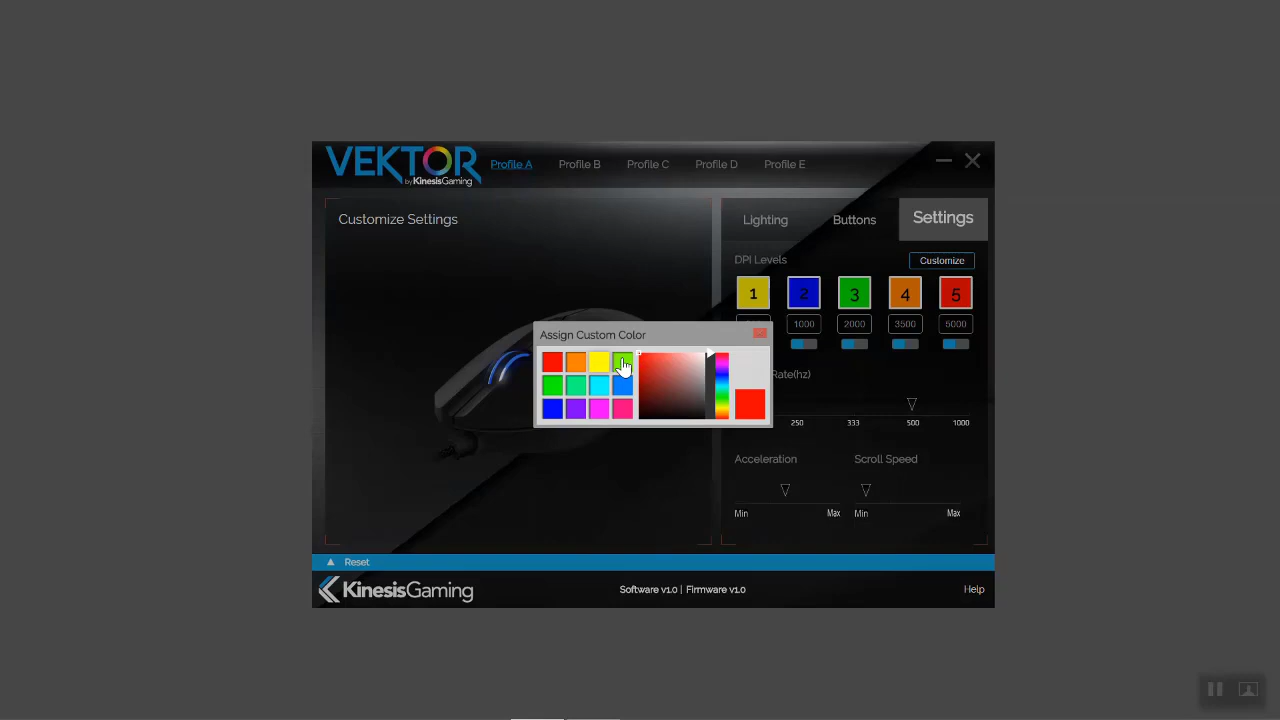 VEKTOR
by KinesisGaming
Profile A
Profile B
Profile C
Profile D
Profile E
Customize Settings
Lighting
Buttons
Settings
DPI Levels
Customize
1
2
3
4
5
1000
2000
3500
5000
Assign Custom Color
Rate(hz)
250
333
500
1000
Acceleration
Scroll Speed
Min
Max
Min
Max
Reset
KinesisGaming
Software v1.0 | Firmware v1.0
Help